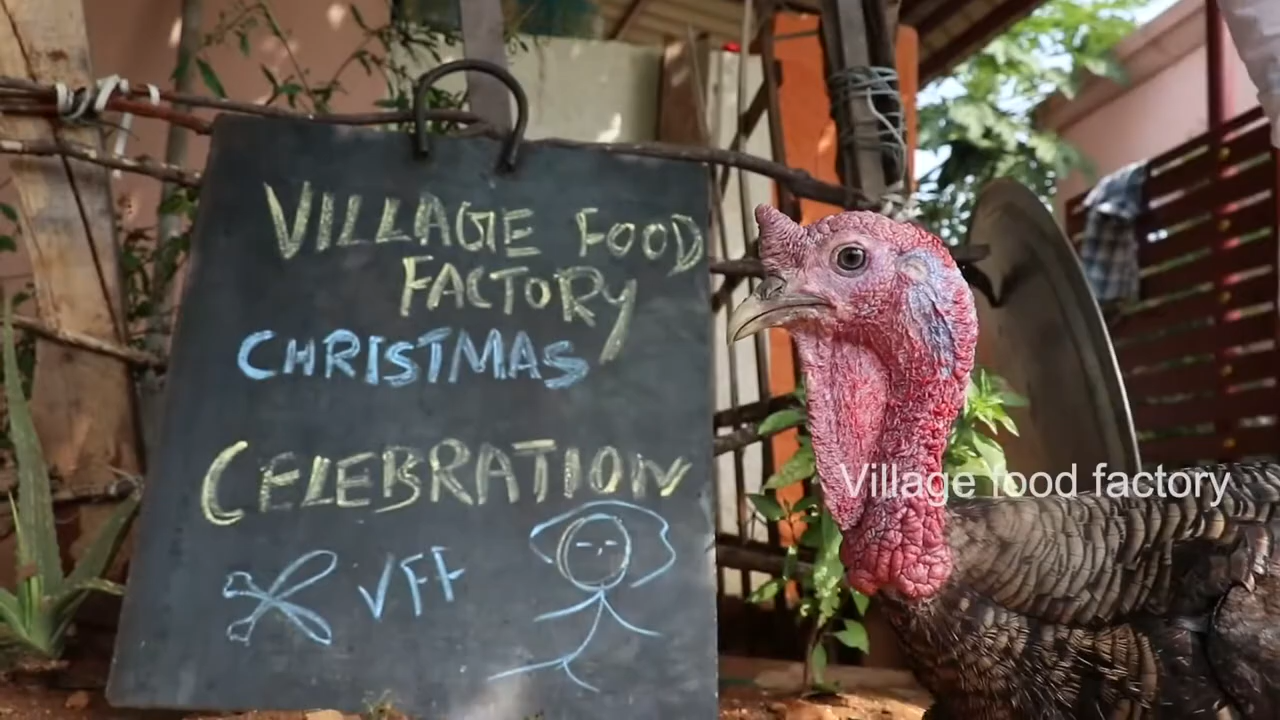 VILLAGE FOOD
FACTORY
CHRISTMAS
CELEBRATION
VFF
Village food factory